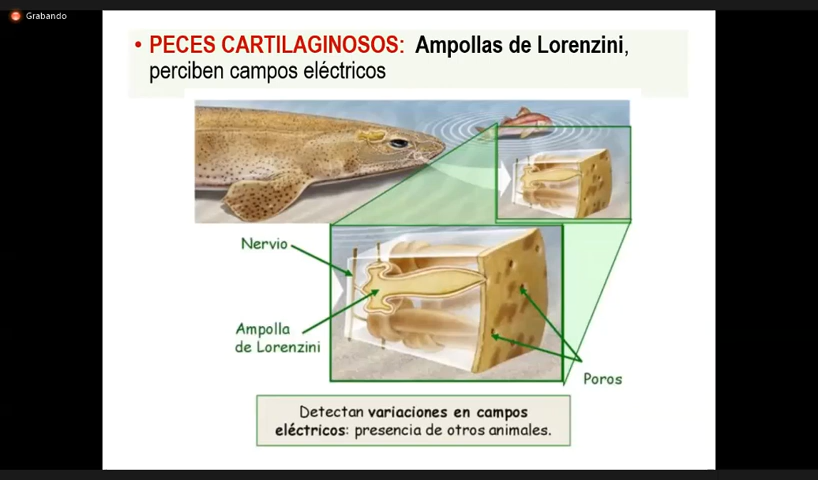 Grabando
• PECES CARTILAGINOSOS: Ampollas de Lorenzini,
perciben campos eléctricos
Nervio
Ampolla
de Lorenzini
Poros
Detectan variaciones en campos
eléctricos: presencia de otros animales.